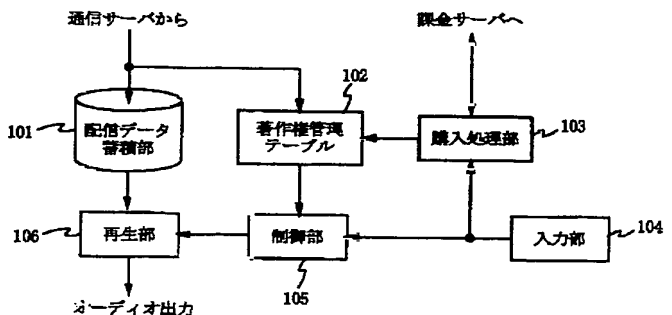 通信サーバから
課金サーバへ
102
101
配信データ
蓄積部
著作権管理
テーブル
購入処理部
103
106
再生部
制御部
入力部
104
105
オーディオ出力